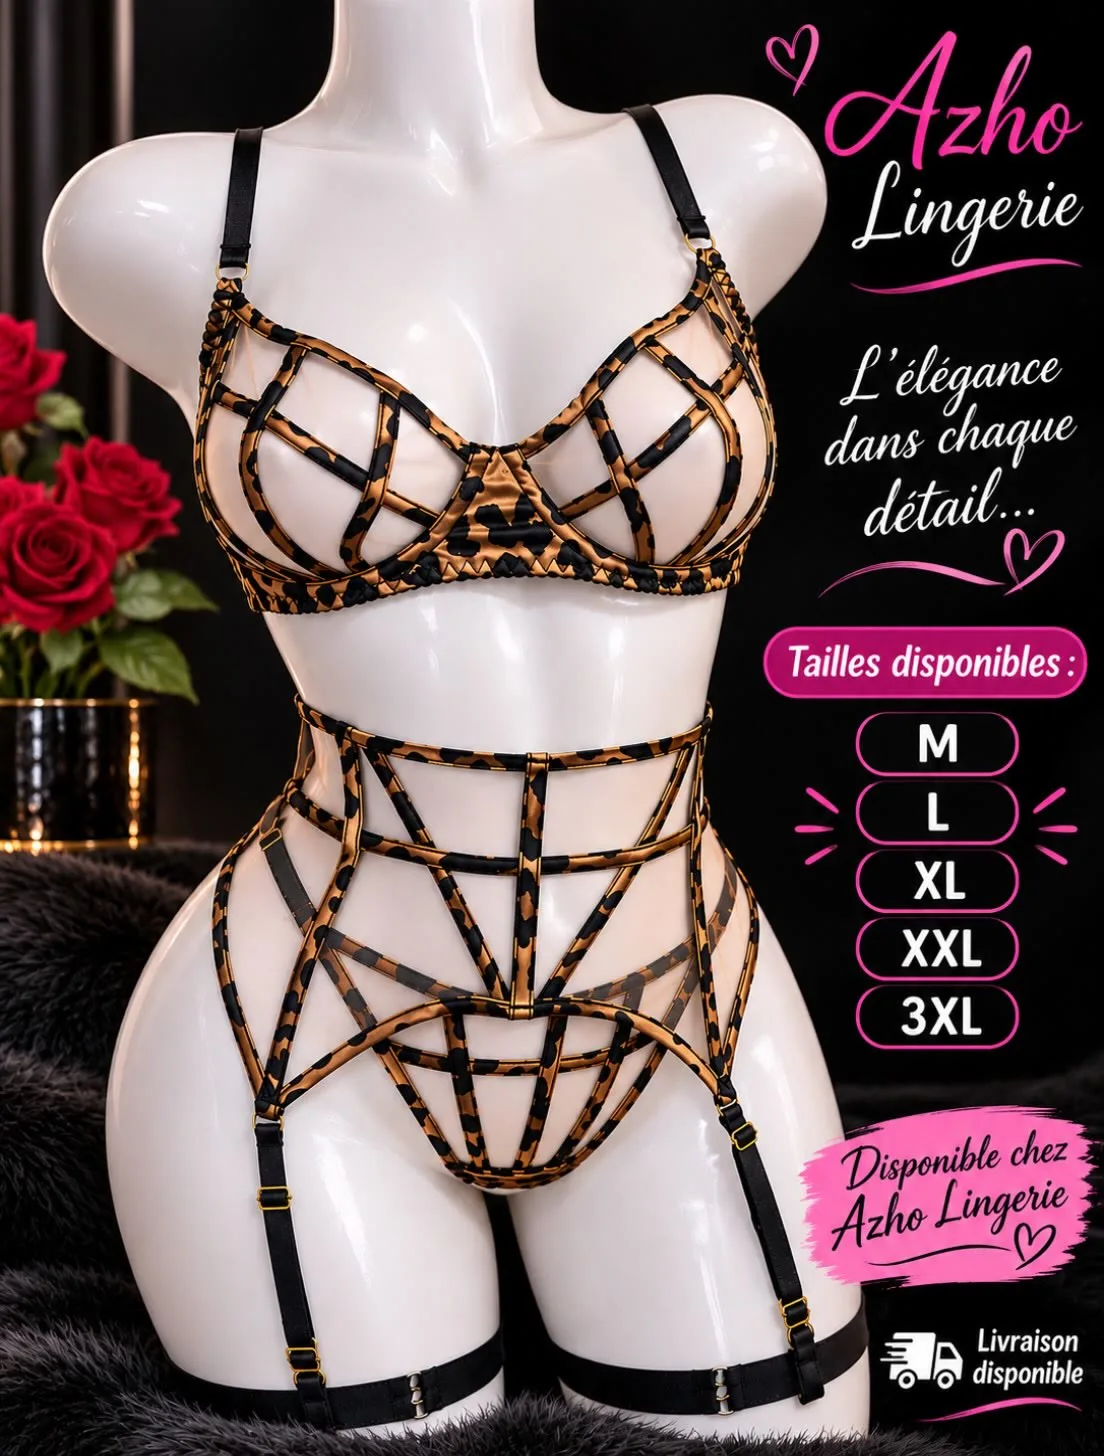 Azho
Lingerie
L'élégance
dans chaque
détail...
Tailles disponibles :
M
L
XL
XXL
3XL
Disponible chez
Azho Lingerie
Livraison
disponible